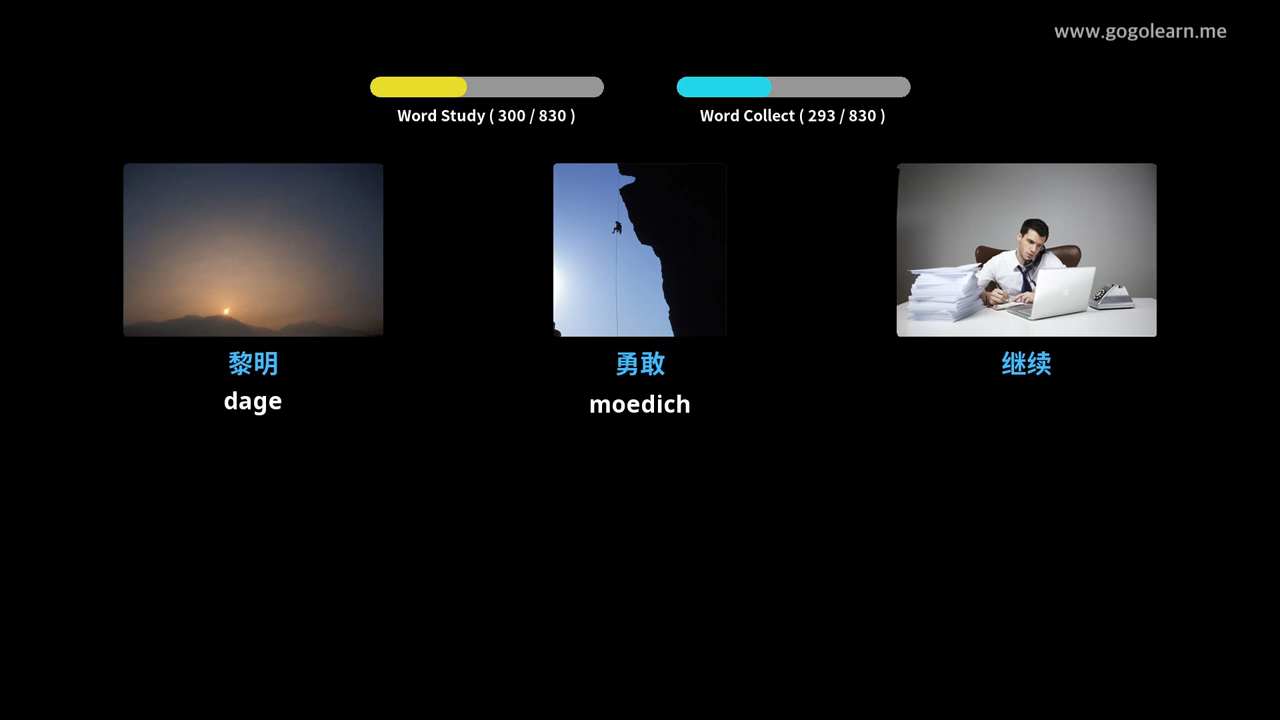 www.gogolearn.me
Word Study ( 300 / 830 )
Word Collect ( 293 / 830 )
黎明
勇敢
继续
dage
moedich